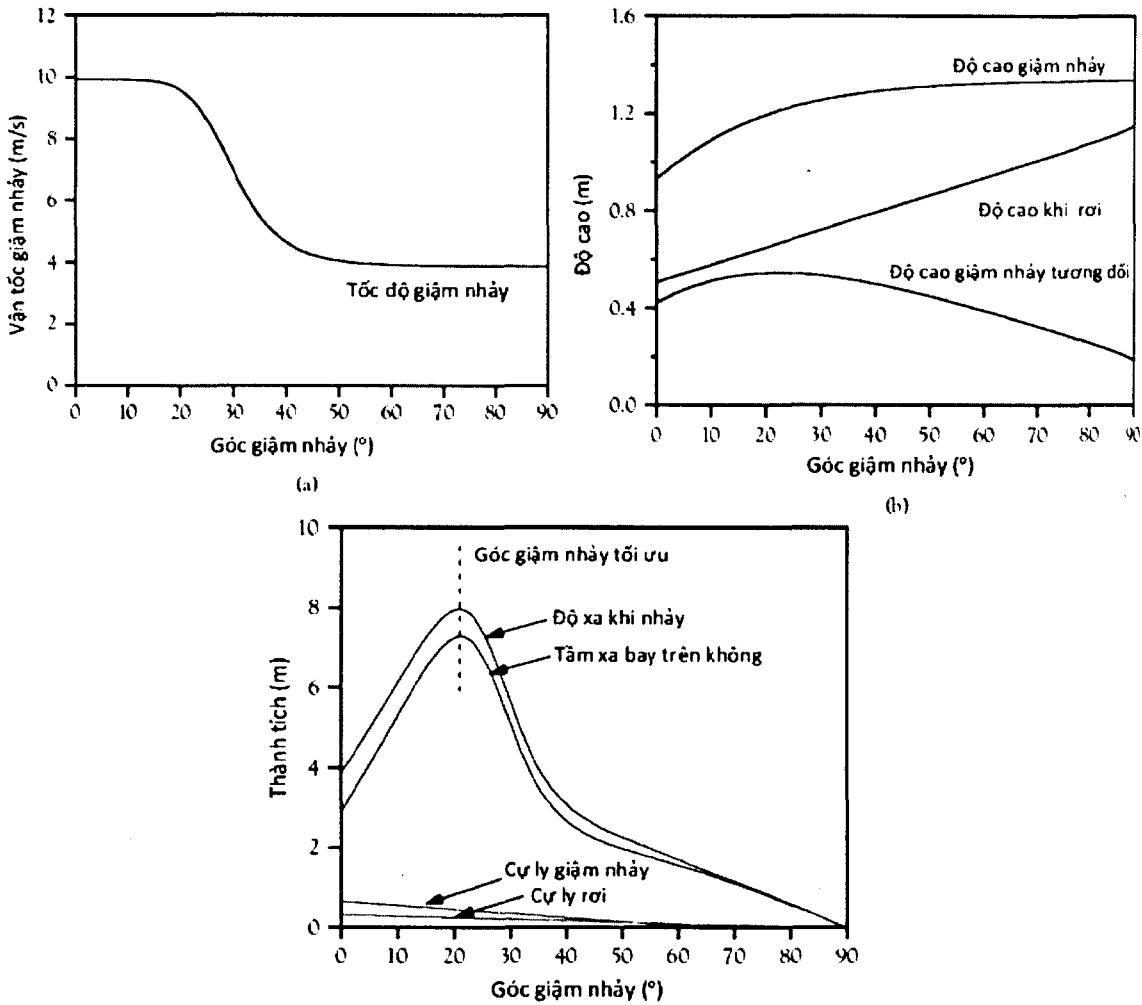 12
10
8
6
4
2
0
Vận tốc giậm nhảy (m/s)
Tốc độ giậm nhảy
0 10 20 30 40 50 60 70 80 90
Góc giậm nhảy (°)
(a)
1.6
1.2
0.8
0.4
0.0
Độ cao (m)
Độ cao giậm nhảy
Độ cao khi rơi
Độ cao giậm nhảy tương đối
0 10 20 30 40 50 60 70 80 90
Góc giậm nhảy (°)
(b)
10
8
6
4
2
0
Thành tích (m)
Góc giậm nhảy tối ưu
Độ xa khi nhảy
Tầm xa bay trên không
Cự ly giậm nhảy
Cự ly rơi
0 10 20 30 40 50 60 70 80 90
Góc giậm nhảy (°)